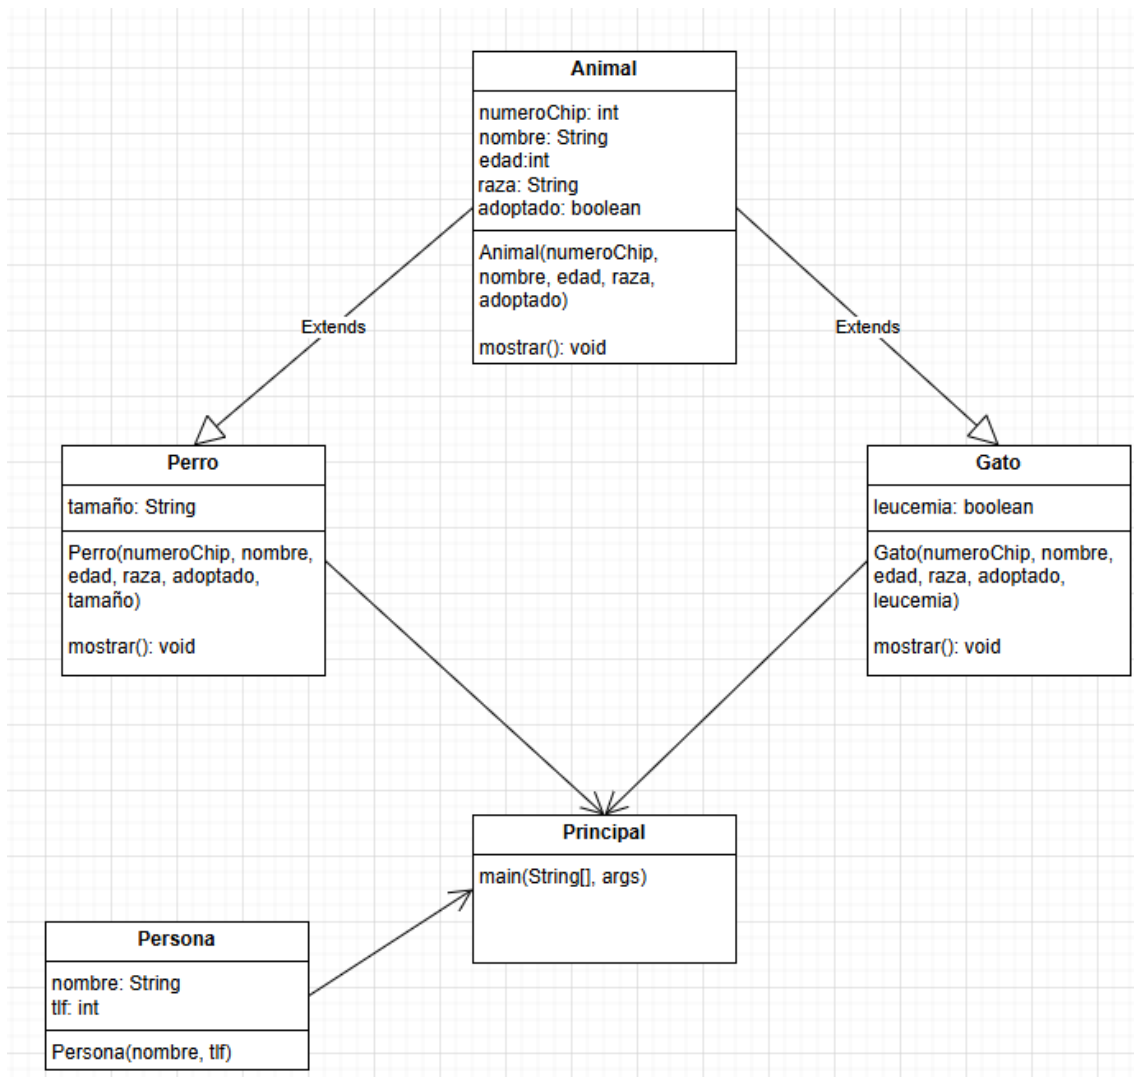 Animal
numeroChip: int
nombre: String
edad:int
raza: String
adoptado: boolean
Animal(numeroChip,
nombre, edad, raza,
adoptado)
mostrar(): void
Extends
Extends
Perro
tamaño: String
Perro(numeroChip, nombre,
edad, raza, adoptado,
tamaño)
mostrar(): void
Gato
leucemia: boolean
Gato(numeroChip, nombre,
edad, raza, adoptado,
leucemia)
mostrar(): void
Principal
main(String[], args)
Persona
nombre: String
tlf: int
Persona(nombre, tlf)